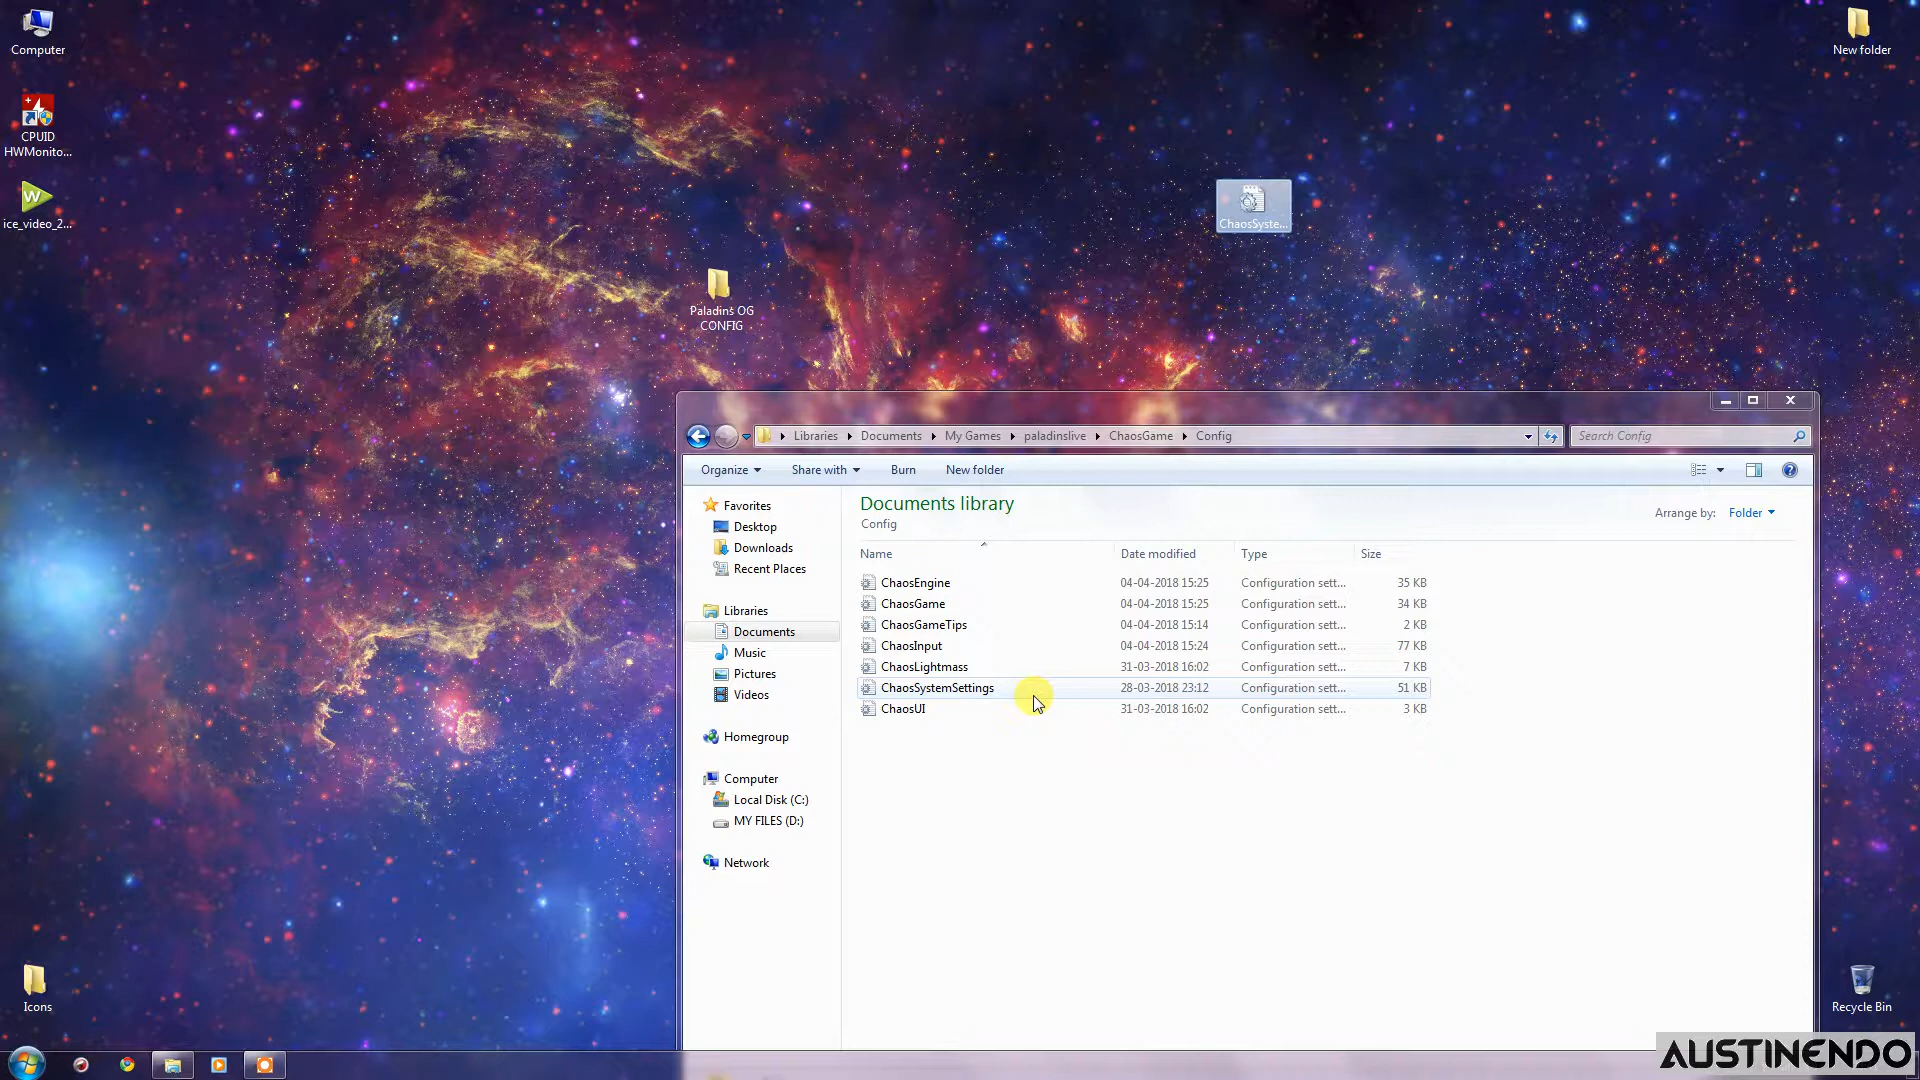 Computer
New folder
CPUID
HWMonito...
ice_video_2...
ChaosSyste...
Paladins OG
CONFIG
Libraries
Documents
My Games
paladinslive
ChaosGame
Config
Search Config
Organize
Share with
Burn
New folder
Documents library
Config
Arrange by:
Folder
Name
Date modified
Type
Size
Favorites
Desktop
Downloads
Recent Places
Libraries
Documents
Music
Pictures
Videos
Homegroup
Computer
Local Disk (C:)
MY FILES (D:)
Network
ChaosEngine 04-04-2018 15:25 Configuration sett... 35 KB
ChaosGame 04-04-2018 15:25 Configuration sett... 34 KB
ChaosGameTips 04-04-2018 15:14 Configuration sett... 2 KB
ChaosInput 04-04-2018 15:24 Configuration sett... 77 KB
ChaosLightmass 31-03-2018 16:02 Configuration sett... 7 KB
ChaosSystemSettings 28-03-2018 23:12 Configuration sett... 51 KB
ChaosUI 31-03-2018 16:02 Configuration sett... 3 KB
Icons
Recycle Bin
AUSTINENDO